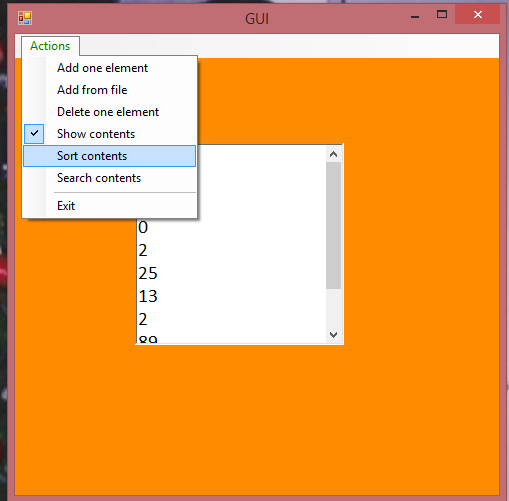 GUI
Actions
Add one element
Add from file
Delete one element
Show contents
Sort contents
Search contents
Exit
0
2
25
13
2
89